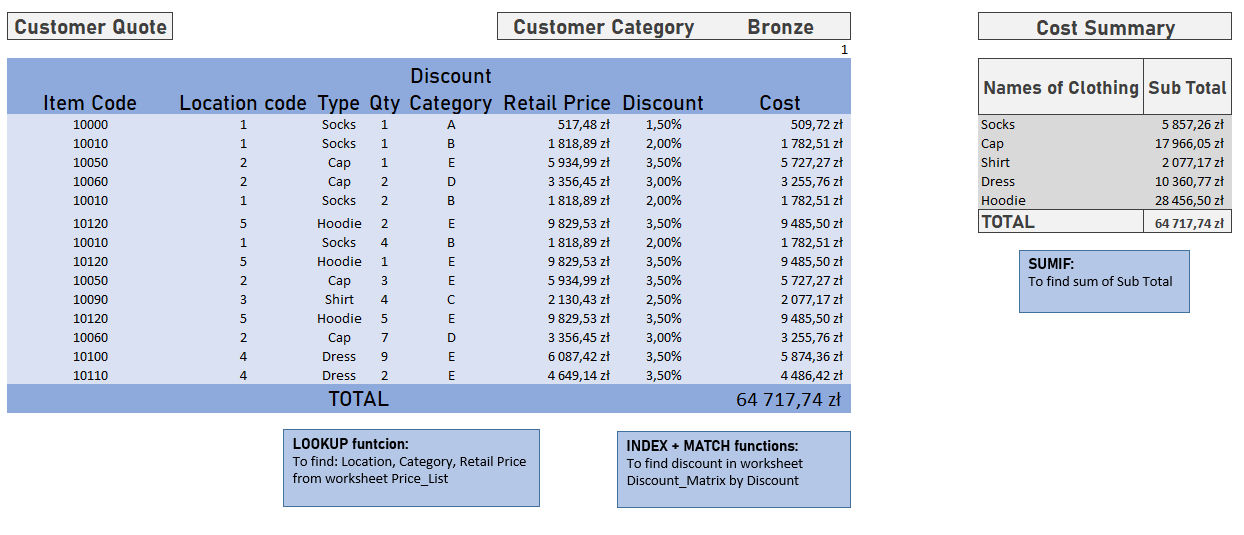 Customer Quote Customer Category Bronze Cost Summary
1
Discount
Item Code Location code Type Qty Category Retail Price Discount Cost
10000 1 Socks 1 A 517,48 zł 1,50% 509,72 zł
10010 1 Socks 1 B 1 818,89 zł 2,00% 1 782,51 zł
10050 2 Cap 1 E 5 934,99 zł 3,50% 5 727,27 zł
10060 2 Cap 2 D 3 356,45 zł 3,00% 3 255,76 zł
10010 1 Socks 2 B 1 818,89 zł 2,00% 1 782,51 zł
10120 5 Hoodie 2 E 9 829,53 zł 3,50% 9 485,50 zł
10010 1 Socks 4 B 1 818,89 zł 2,00% 1 782,51 zł
10120 5 Hoodie 1 E 9 829,53 zł 3,50% 9 485,50 zł
10050 2 Cap 3 E 5 934,99 zł 3,50% 5 727,27 zł
10090 3 Shirt 4 C 2 130,43 zł 2,50% 2 077,17 zł
10120 5 Hoodie 5 E 9 829,53 zł 3,50% 9 485,50 zł
10060 2 Cap 7 D 3 356,45 zł 3,00% 3 255,76 zł
10100 4 Dress 9 E 6 087,42 zł 3,50% 5 874,36 zł
10110 4 Dress 2 E 4 649,14 zł 3,50% 4 486,42 zł
TOTAL 64 717,74 zł
Names of Clothing Sub Total
Socks 5 857,26 zł
Cap 17 966,05 zł
Shirt 2 077,17 zł
Dress 10 360,77 zł
Hoodie 28 456,50 zł
TOTAL 64 717,74 zł
SUMIF:
To find sum of Sub Total
LOOKUP funtcion:
To find: Location, Category, Retail Price
from worksheet Price_List
INDEX + MATCH functions:
To find discount in worksheet
Discount_Matrix by Discount